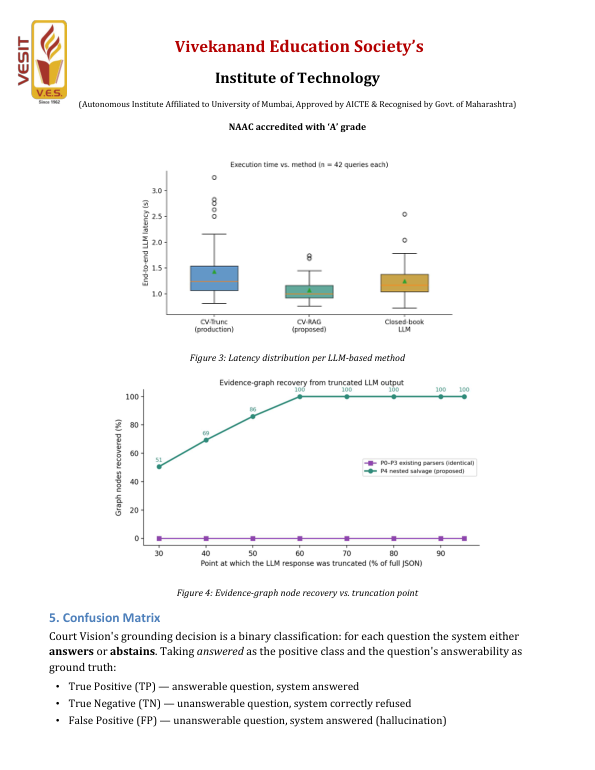 VESIT
V.E.S.
Since 1962
Vivekanand Education Society's
Institute of Technology
(Autonomous Institute Affiliated to University of Mumbai, Approved by AICTE & Recognised by Govt. of Maharashtra)
NAAC accredited with 'A' grade
Execution time vs. method (n = 42 queries each)
End-to-end LLM latency (s)
3.0
2.5
2.0
1.5
1.0
CV-Trunc
(production)
CV-RAG
(proposed)
Closed-book
LLM
Figure 3: Latency distribution per LLM-based method
Evidence-graph recovery from truncated LLM output
Graph nodes recovered (%)
100
80
60
40
20
0
51
69
86
100
100
100
100
100
P0–P3 existing parsers (identical)
P4 nested salvage (proposed)
30 40 50 60 70 80 90
Point at which the LLM response was truncated (% of full JSON)
Figure 4: Evidence-graph node recovery vs. truncation point
5. Confusion Matrix
Court Vision's grounding decision is a binary classification: for each question the system either
answers or abstains. Taking answered as the positive class and the question's answerability as
ground truth:
• True Positive (TP) — answerable question, system answered
• True Negative (TN) — unanswerable question, system correctly refused
• False Positive (FP) — unanswerable question, system answered (hallucination)